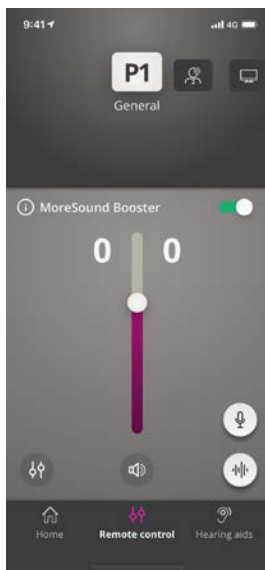 9:41 4G
P1
General
MoreSound Booster
0 0
Home Remote control Hearing aids